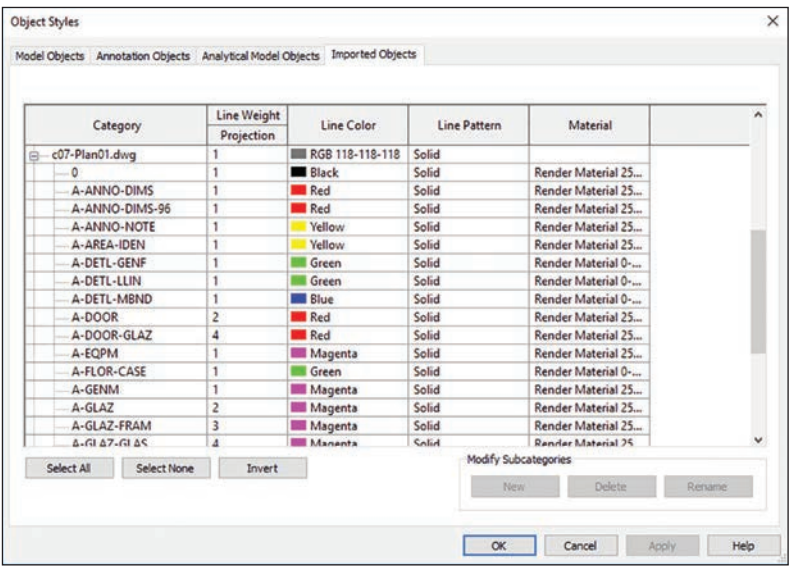 Object Styles
Model Objects Annotation Objects Analytical Model Objects Imported Objects
Category Line Weight Line Color Line Pattern Material
Projection
c07-Plan01.dwg 1 RGB 118-118-118 Solid
0 1 Black Solid Render Material 25...
A-ANNO-DIMS 1 Red Solid Render Material 25...
A-ANNO-DIMS-96 1 Red Solid Render Material 25...
A-ANNO-NOTE 1 Yellow Solid Render Material 25...
A-AREA-IDEN 1 Yellow Solid Render Material 25...
A-DETL-GENF 1 Green Solid Render Material 0-...
A-DETL-LLIN 1 Green Solid Render Material 0-...
A-DETL-MBND 1 Blue Solid Render Material 0-...
A-DOOR 2 Red Solid Render Material 25...
A-DOOR-GLAZ 4 Red Solid Render Material 25...
A-EQPM 1 Magenta Solid Render Material 25...
A-FLOR-CASE 1 Green Solid Render Material 0-...
A-GENM 1 Magenta Solid Render Material 25...
A-GLAZ 2 Magenta Solid Render Material 25...
A-GLAZ-FRAM 3 Magenta Solid Render Material 25...
A-GLAZ-GLAS 4 Magenta Solid Render Material 25
Select All Select None Invert
Modify Subcategories
New Delete Rename
OK Cancel Apply Help